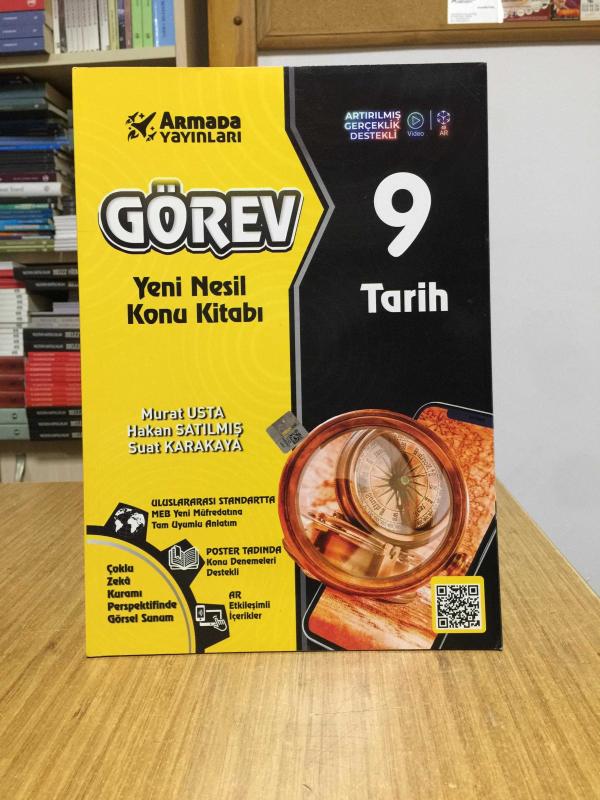 ARMADA
YAYINLARI
ARTIRILMIŞ
GERÇEKLİK
DESTEKLİ
Video
AR
GÖREV
9
Yeni Nesil
Konu Kitabı
Tarih
Murat USTA
Hakan SATILMIŞ
Suat KARAKAYA
ULUSLARARASI STANDARTTA
MEB Yeni Müfredatına
Tam Uyumlu Anlatım
POSTER TADINDA
Konu Denemeleri
Destekli
Çoklu
Zekâ
Kuramı
Perspektifinde
Görsel Sunum
AR
Etkileşimli
İçerikler